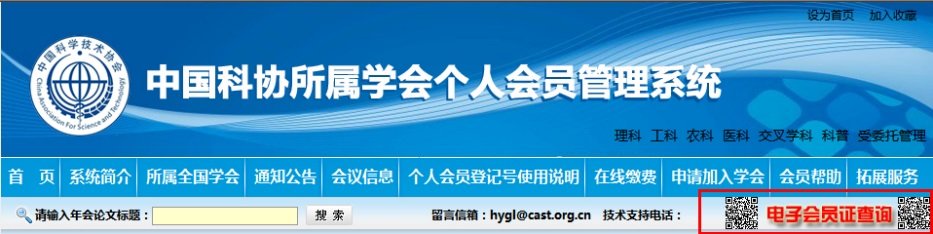 设为首页 加入收藏
中国科学技术协会
China Association For Science and Technology
中国科协所属学会个人会员管理系统
理科 工科 农科 医科 交叉学科 科普 受委托管理
首 页 系统简介 所属全国学会 通知公告 会议信息 个人会员登记号使用说明 在线缴费 申请加入学会 会员帮助 拓展服务
请输入年会论文标题： 搜 索 留言信箱：hygl@cast.org.cn 技术支持电话： 电子会员证查询